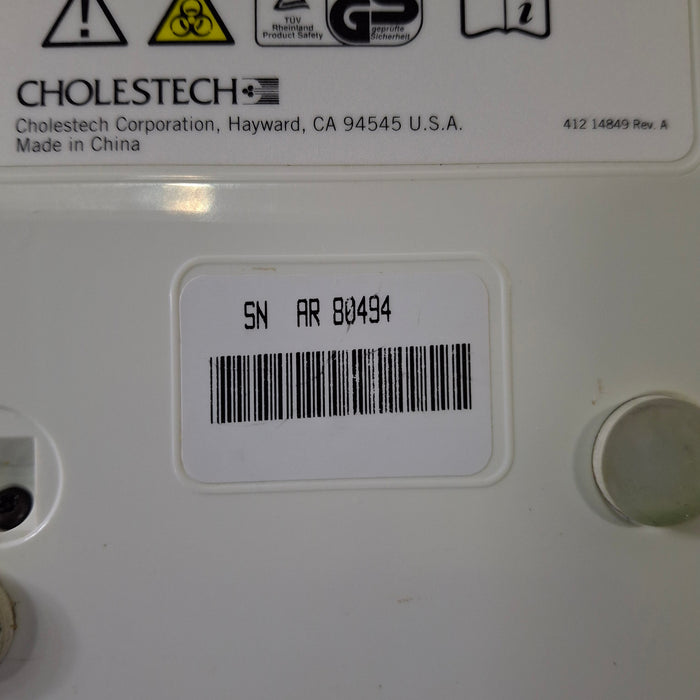 TÜV
Rheinland
Product Safety
GS
geprüfte
Sicherheit
i
CHOLESTECH
Cholestech Corporation, Hayward, CA 94545 U.S.A.
412 14849 Rev. A
Made in China
SN AR 80494